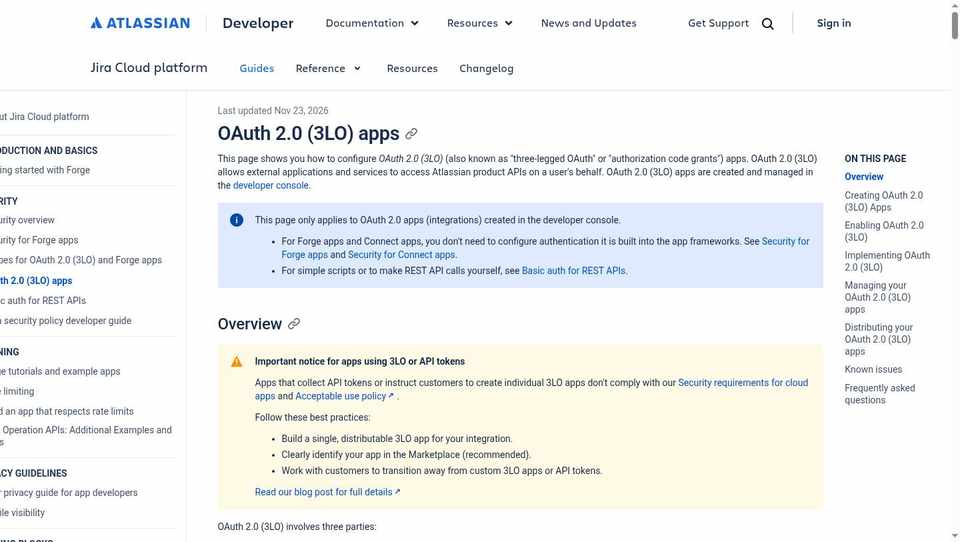 ATLASSIAN
Developer
Documentation
Resources
News and Updates
Get Support
Sign in
Jira Cloud platform
Guides
Reference
Resources
Changelog
ut Jira Cloud platform
DUCTION AND BASICS
ing started with Forge
RITY
urity overview
urity for Forge apps
pes for OAuth 2.0 (3LO) and Forge apps
th 2.0 (3LO) apps
c auth for REST APIs
security policy developer guide
NING
e tutorials and example apps
e limiting
d an app that respects rate limits
Operation APIs: Additional Examples and
s
ACY GUIDELINES
privacy guide for app developers
ile visibility
Last updated Nov 23, 2026
OAuth 2.0 (3LO) apps
This page shows you how to configure OAuth 2.0 (3LO) (also known as "three-legged OAuth" or "authorization code grants") apps. OAuth 2.0 (3LO)
allows external applications and services to access Atlassian product APIs on a user's behalf. OAuth 2.0 (3LO) apps are created and managed in
the developer console.
This page only applies to OAuth 2.0 apps (integrations) created in the developer console.
• For Forge apps and Connect apps, you don't need to configure authentication it is built into the app frameworks. See Security for
Forge apps and Security for Connect apps.
• For simple scripts or to make REST API calls yourself, see Basic auth for REST APIs.
Overview
Important notice for apps using 3LO or API tokens
Apps that collect API tokens or instruct customers to create individual 3LO apps don't comply with our Security requirements for cloud
apps and Acceptable use policy .
Follow these best practices:
• Build a single, distributable 3LO app for your integration.
• Clearly identify your app in the Marketplace (recommended).
• Work with customers to transition away from custom 3LO apps or API tokens.
Read our blog post for full details
OAuth 2.0 (3LO) involves three parties:
ON THIS PAGE
Overview
Creating OAuth 2.0
(3LO) Apps
Enabling OAuth 2.0
(3LO)
Implementing OAuth
2.0 (3LO)
Managing your
OAuth 2.0 (3LO)
apps
Distributing your
OAuth 2.0 (3LO)
apps
Known issues
Frequently asked
questions